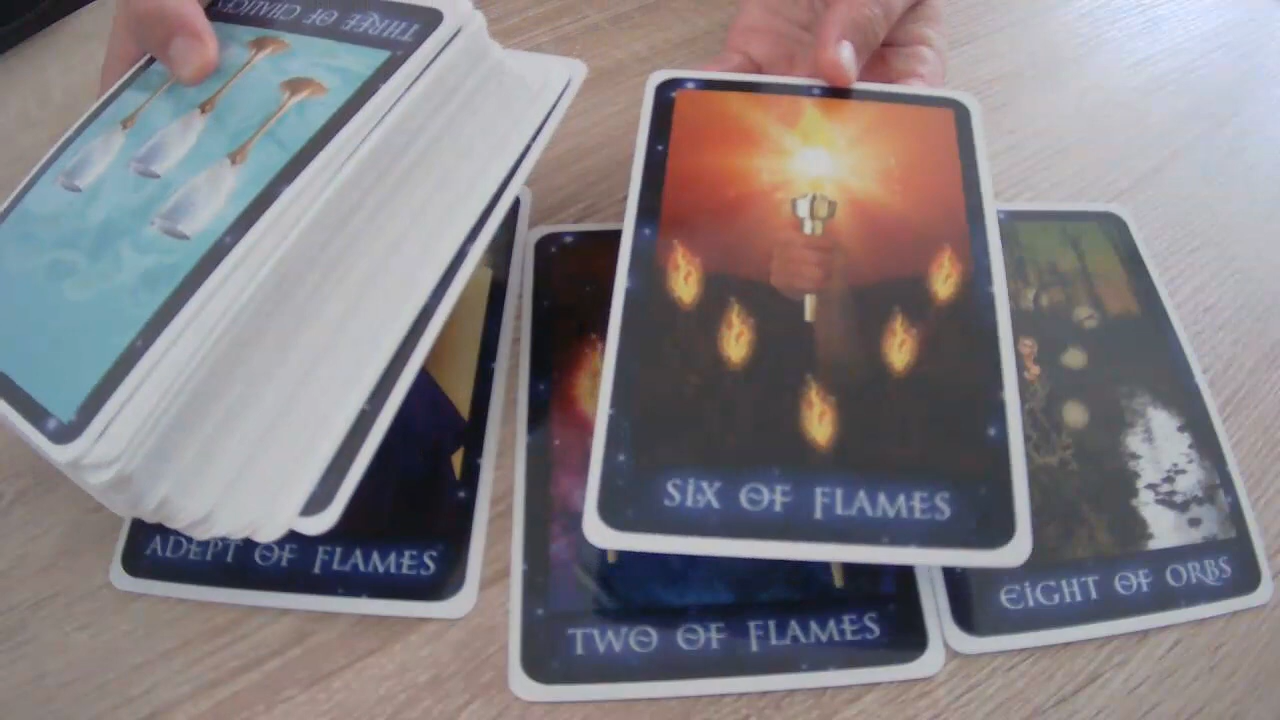 THREE OF CHALICES
SIX OF FLAMES
ADEPT OF FLAMES
EIGHT OF ORBS
TWO OF FLAMES